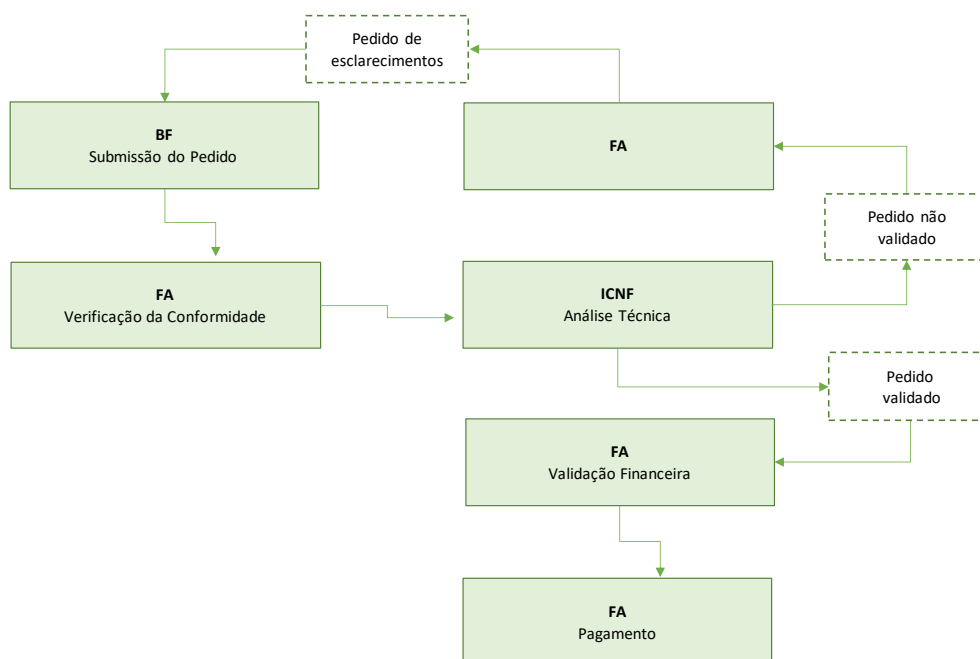 Pedido de
esclarecimentos
BF
Submissão do Pedido
FA
Pedido não
validado
FA
Verificação da Conformidade
ICNF
Análise Técnica
Pedido
validado
FA
Validação Financeira
FA
Pagamento